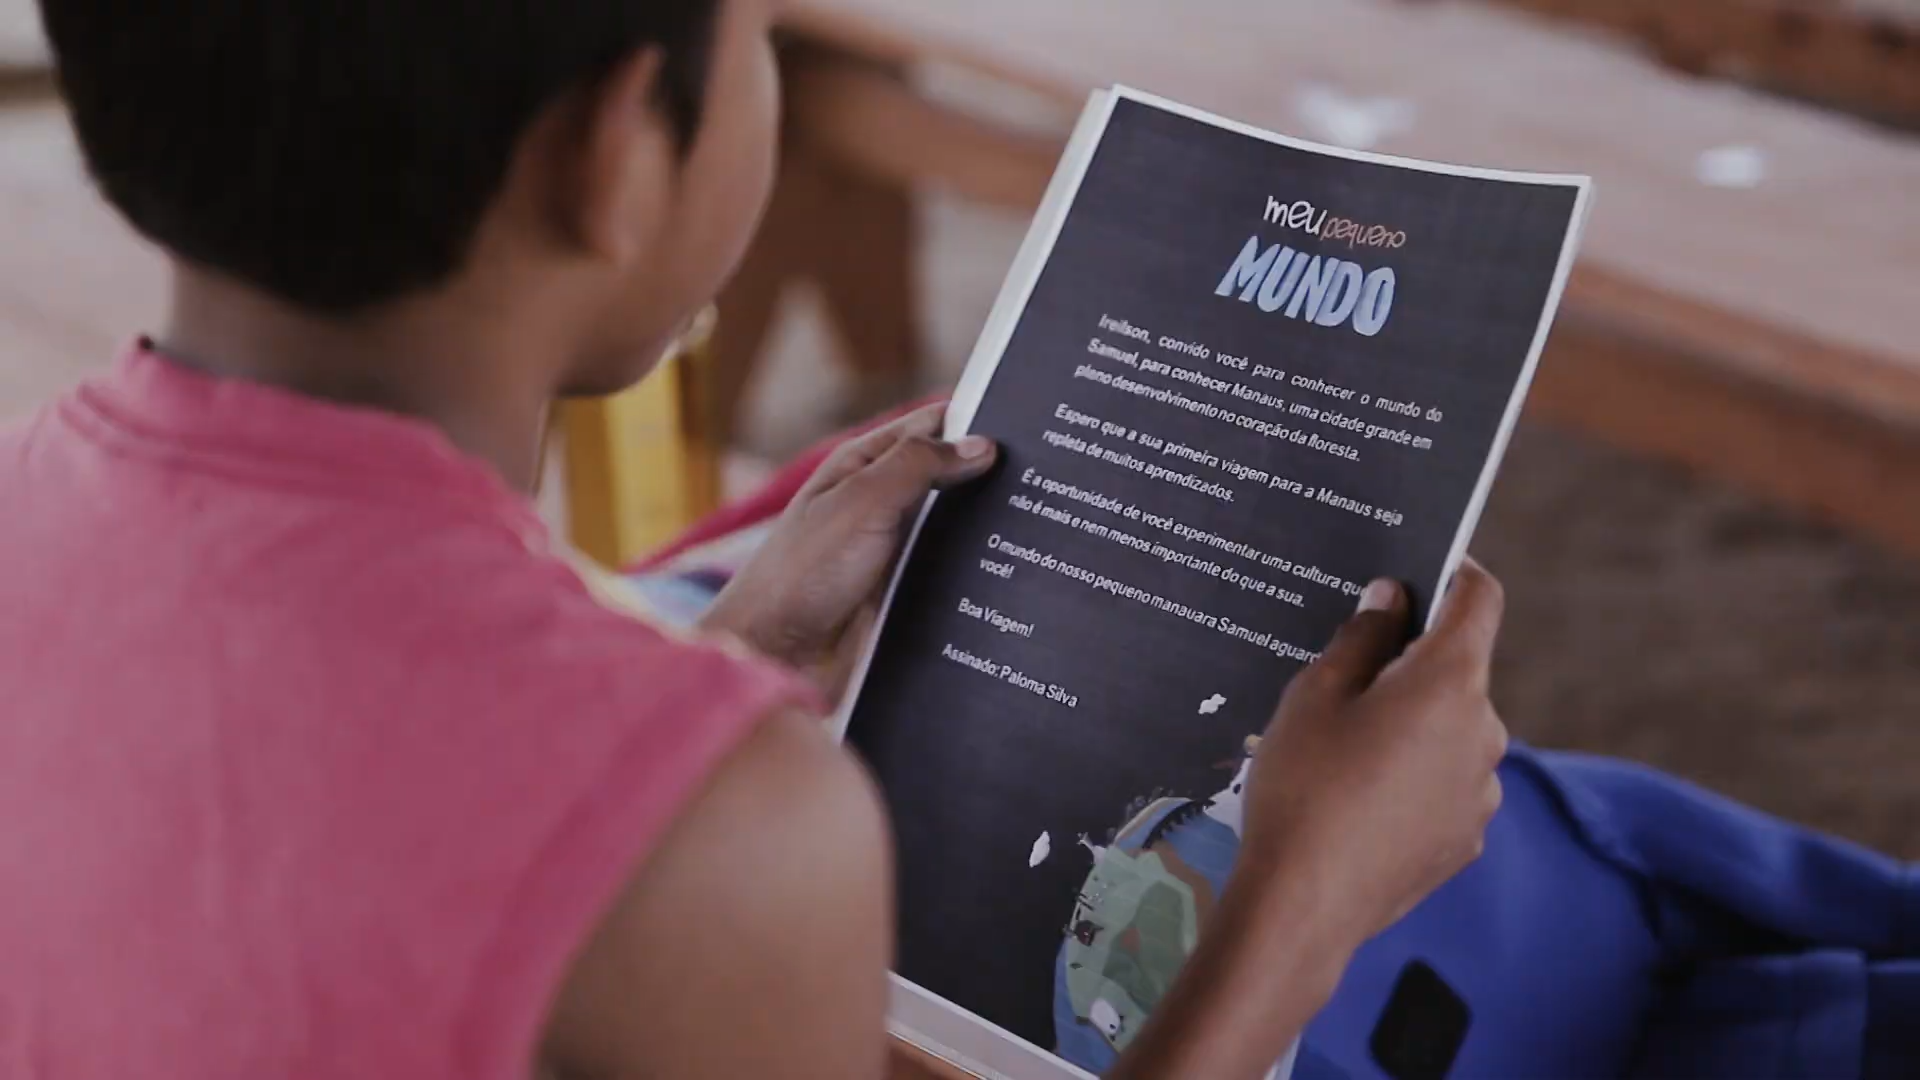 meu pequeno
MUNDO
Ireilson, convido você para conhecer o mundo do
Samuel, para conhecer Manaus, uma cidade grande em
pleno desenvolvimento no coração da floresta.
Espero que a sua primeira viagem para a Manaus seja
repleta de muitos aprendizados.
É a oportunidade de você experimentar uma cultura que
não é mais e nem menos importante do que a sua.
O mundo do nosso pequeno manauara Samuel aguard
você!
Boa Viagem!
Assinado: Paloma Silva